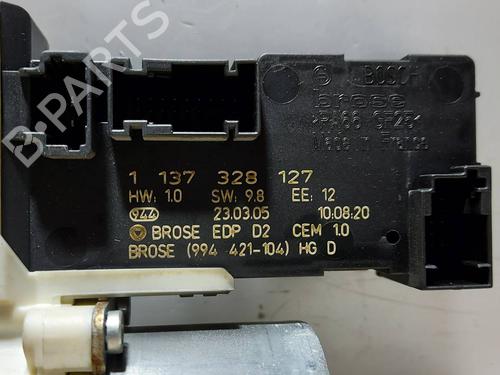 BOSCH
brose
1 137 328 127
HW: 1.0 SW: 9.8 EE: 12
944 23.03.05 10:08:20
BROSE EDP D2 CEM 1.0
BROSE (994 421-104) HG D
B-PARTS